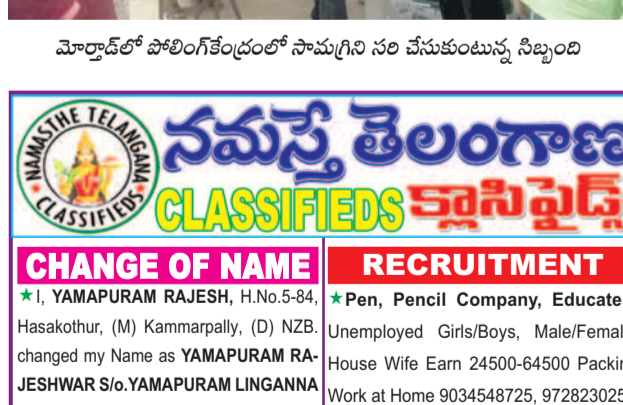 మోర్తాడ్‌లో పోలింగ్‌కేంద్రంలో సామగ్రిని సరి చేసుకుంటున్న సిబ్బంది
NAMASTHE TELANGANA
CLASSIFIEDS
నమస్తే తెలంగాణ
CLASSIFIEDS క్లాసిఫైడ్స్
CHANGE OF NAME
★I, YAMAPURAM RAJESH, H.No.5-84,
Hasakothur, (M) Kammarpally, (D) NZB.
changed my Name as YAMAPURAM RA-
JESHWAR S/o.YAMAPURAM LINGANNA
RECRUITMENT
★Pen, Pencil Company, Educate
Unemployed Girls/Boys, Male/Femal
House Wife Earn 24500-64500 Packin
Work at Home 9034548725, 972823025